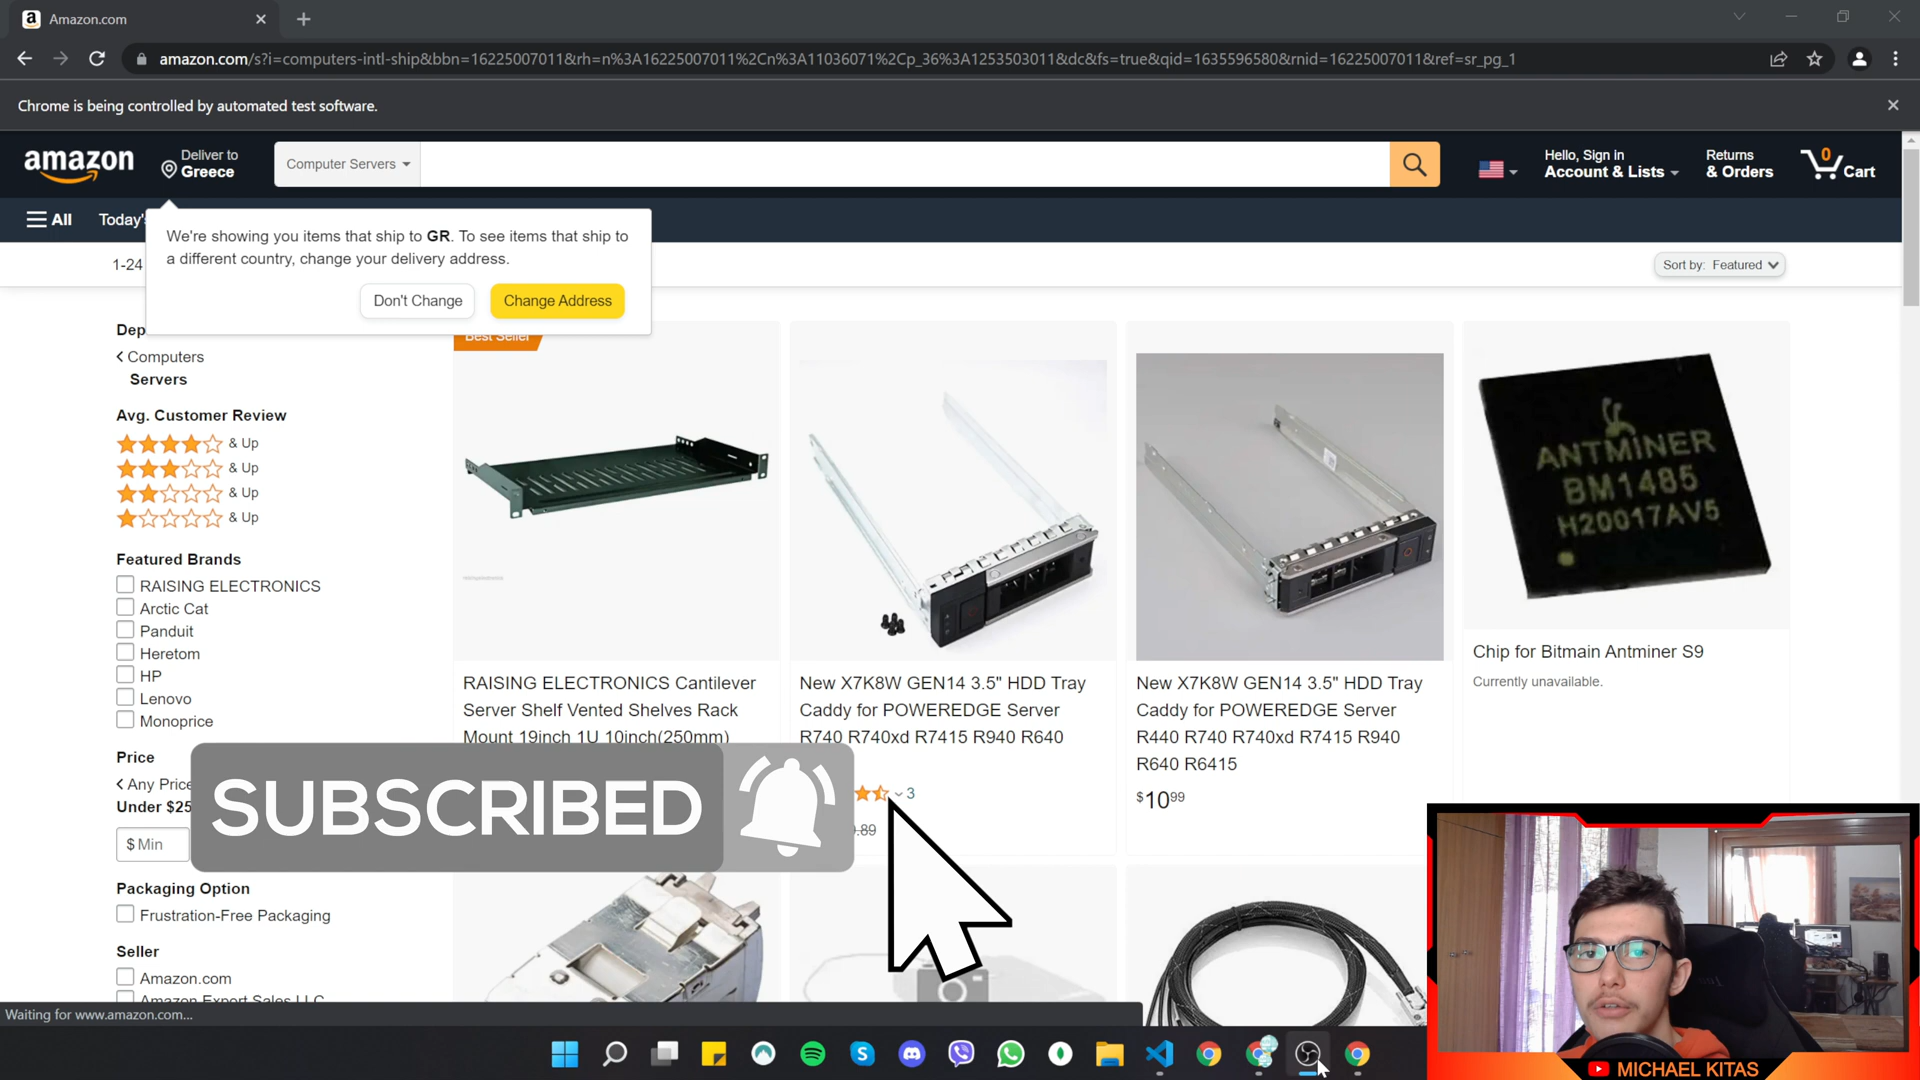 Amazon.com
amazon.com/s?i=computers-intl-ship&bbn=16225007011&rh=n%3A16225007011%2Cn%3A11036071%2Cp_36%3A1253503011&dc&fs=true&qid=1635596580&rnid=16225007011&ref=sr_pg_1
Chrome is being controlled by automated test software.
amazon
Deliver to
Greece
Computer Servers
Hello, Sign in
Account & Lists
Returns
& Orders
0
Cart
All
Today'
We're showing you items that ship to GR. To see items that ship to
a different country, change your delivery address.
Don't Change
Change Address
1-24
Sort by: Featured
Dep
Computers
Servers
Avg. Customer Review
& Up
& Up
& Up
& Up
Featured Brands
RAISING ELECTRONICS
Arctic Cat
Panduit
Heretom
HP
Lenovo
Monoprice
Price
Any Price
Under $25
$ Min
Packaging Option
Frustration-Free Packaging
Seller
Amazon.com
Amazon Export Sales LLC
Best Seller
RAISING ELECTRONICS Cantilever
Server Shelf Vented Shelves Rack
Mount 19inch 1U 10inch(250mm)
New X7K8W GEN14 3.5" HDD Tray
Caddy for POWEREDGE Server
R740 R740xd R7415 R940 R640
3
.89
New X7K8W GEN14 3.5" HDD Tray
Caddy for POWEREDGE Server
R440 R740 R740xd R7415 R940
R640 R6415
$10.99
ANTMINER
BM1485
H20017AV5
Chip for Bitmain Antminer S9
Currently unavailable.
SUBSCRIBED
Waiting for www.amazon.com...
MICHAEL KITAS